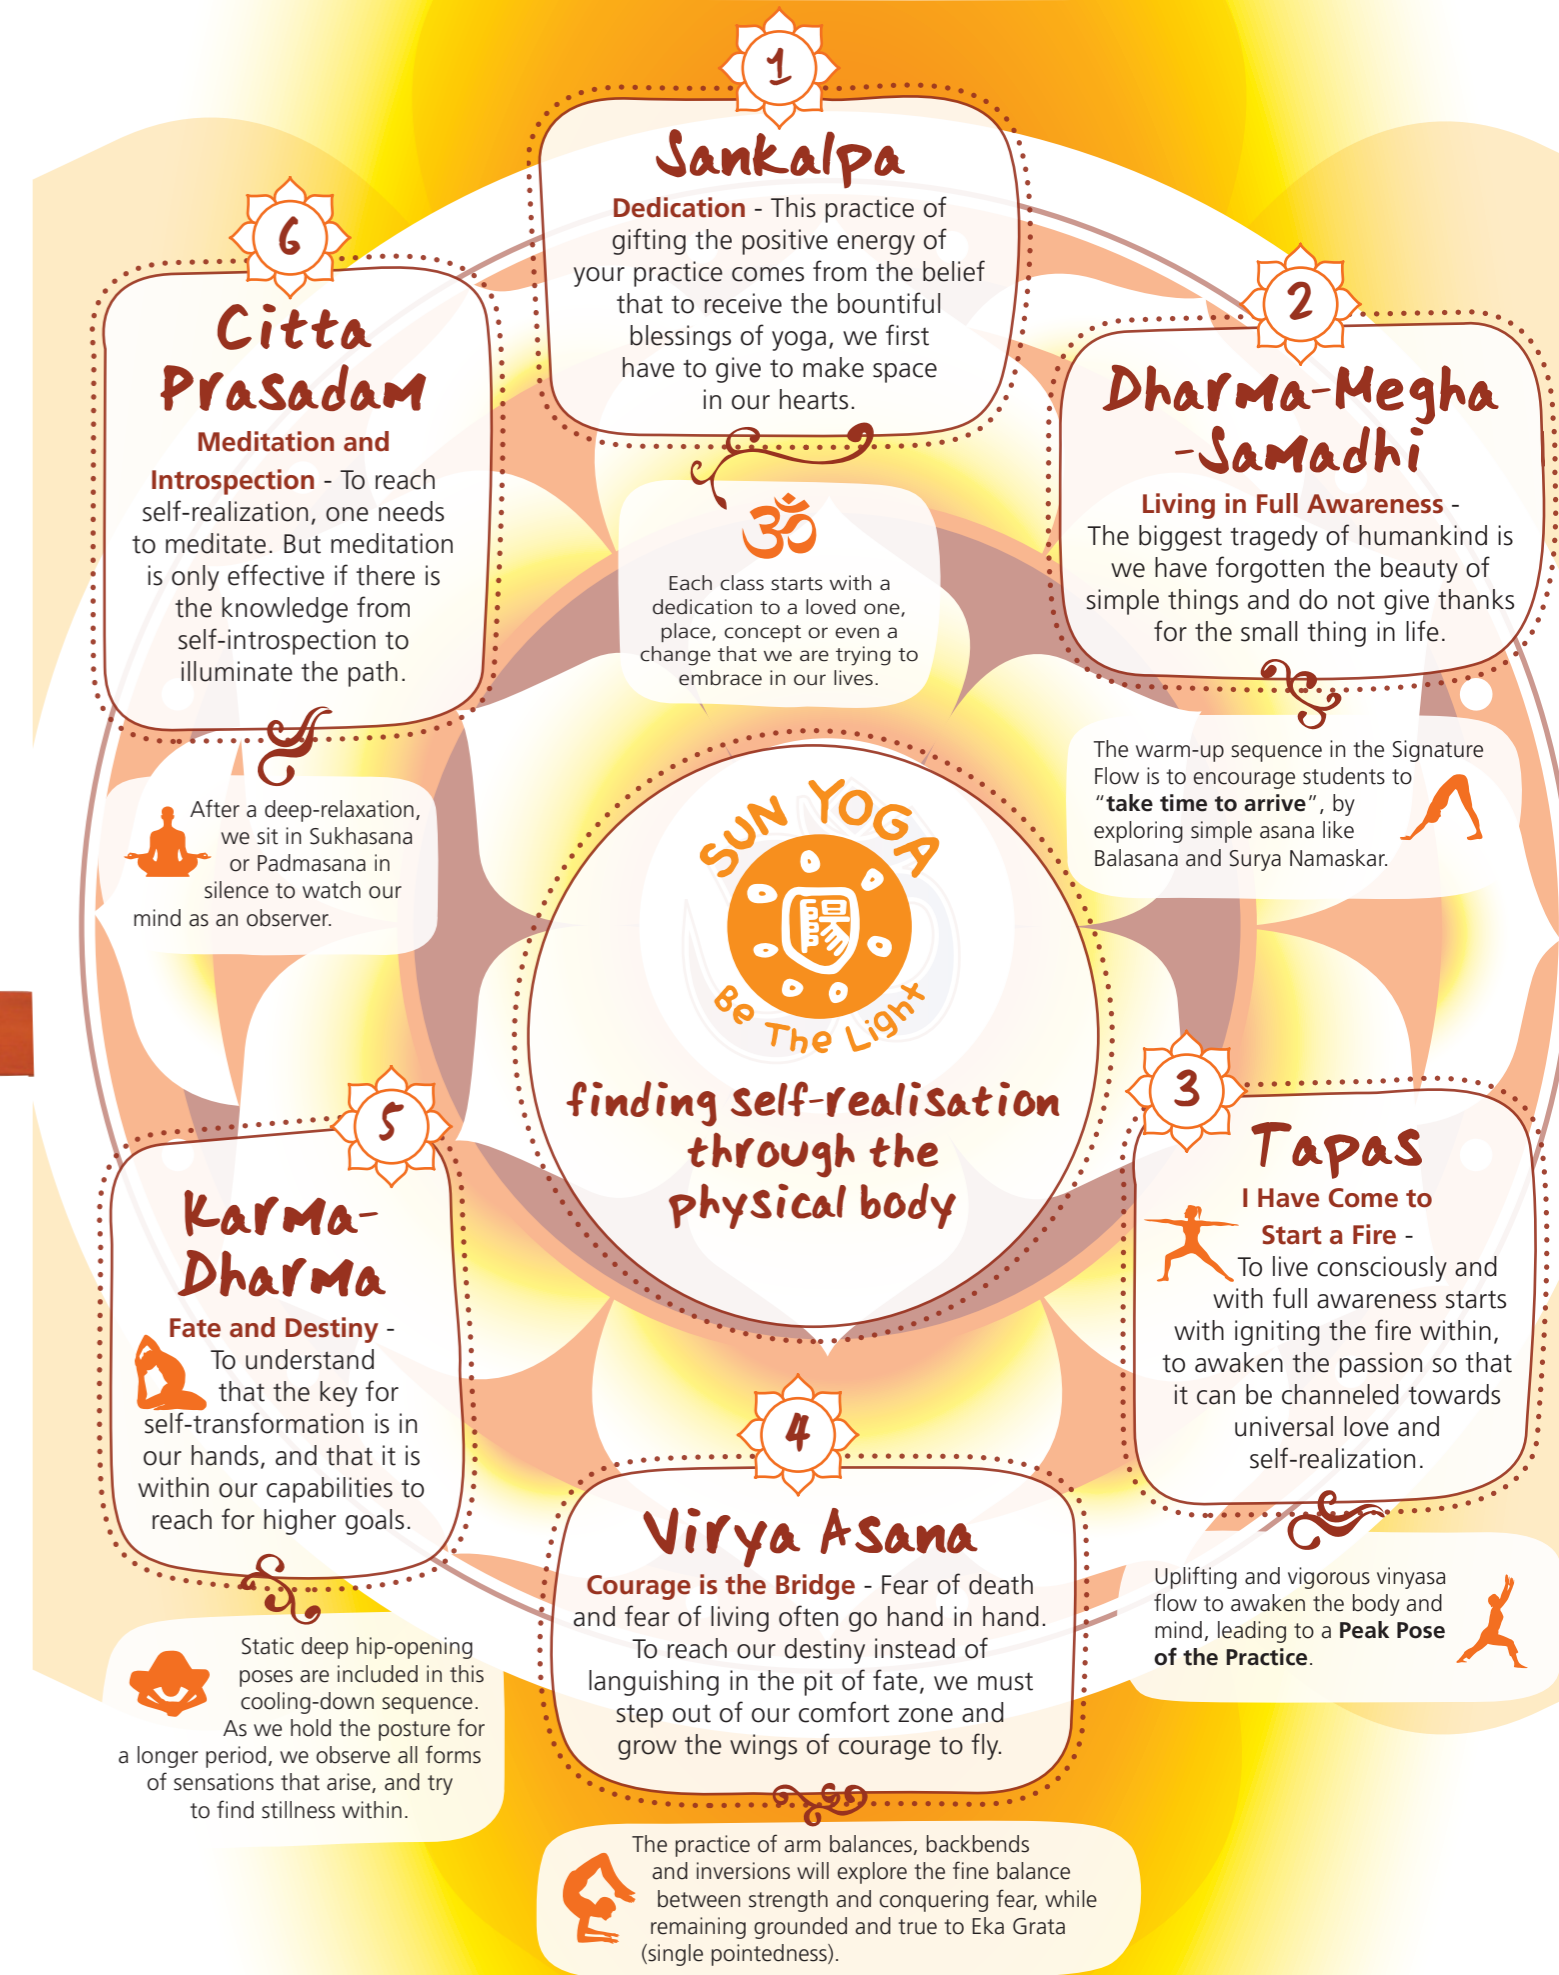 1
Sankalpa
Dedication - This practice of
gifting the positive energy of
your practice comes from the belief
that to receive the bountiful
blessings of yoga, we first
have to give to make space
in our hearts.
ॐ
Each class starts with a
dedication to a loved one,
place, concept or even a
change that we are trying to
embrace in our lives.
2
Dharma-Megha
-Samadhi
Living in Full Awareness -
The biggest tragedy of humankind is
we have forgotten the beauty of
simple things and do not give thanks
for the small thing in life.
The warm-up sequence in the Signature
Flow is to encourage students to
“take time to arrive”, by
exploring simple asana like
Balasana and Surya Namaskar.
3
Tapas
I Have Come to
Start a Fire -
To live consciously and
with full awareness starts
with igniting the fire within,
to awaken the passion so that
it can be channeled towards
universal love and
self-realization.
Uplifting and vigorous vinyasa
flow to awaken the body and
mind, leading to a Peak Pose
of the Practice.
4
Virya Asana
Courage is the Bridge - Fear of death
and fear of living often go hand in hand.
To reach our destiny instead of
languishing in the pit of fate, we must
step out of our comfort zone and
grow the wings of courage to fly.
The practice of arm balances, backbends
and inversions will explore the fine balance
between strength and conquering fear, while
remaining grounded and true to Eka Grata
(single pointedness).
5
Karma-
Dharma
Fate and Destiny -
To understand
that the key for
self-transformation is in
our hands, and that it is
within our capabilities to
reach for higher goals.
Static deep hip-opening
poses are included in this
cooling-down sequence.
As we hold the posture for
a longer period, we observe all forms
of sensations that arise, and try
to find stillness within.
6
Citta
Prasadam
Meditation and
Introspection - To reach
self-realization, one needs
to meditate. But meditation
is only effective if there is
the knowledge from
self-introspection to
illuminate the path.
After a deep-relaxation,
we sit in Sukhasana
or Padmasana in
silence to watch our
mind as an observer.
SUN YOGA
Be The Light
finding self-realisation
through the
physical body